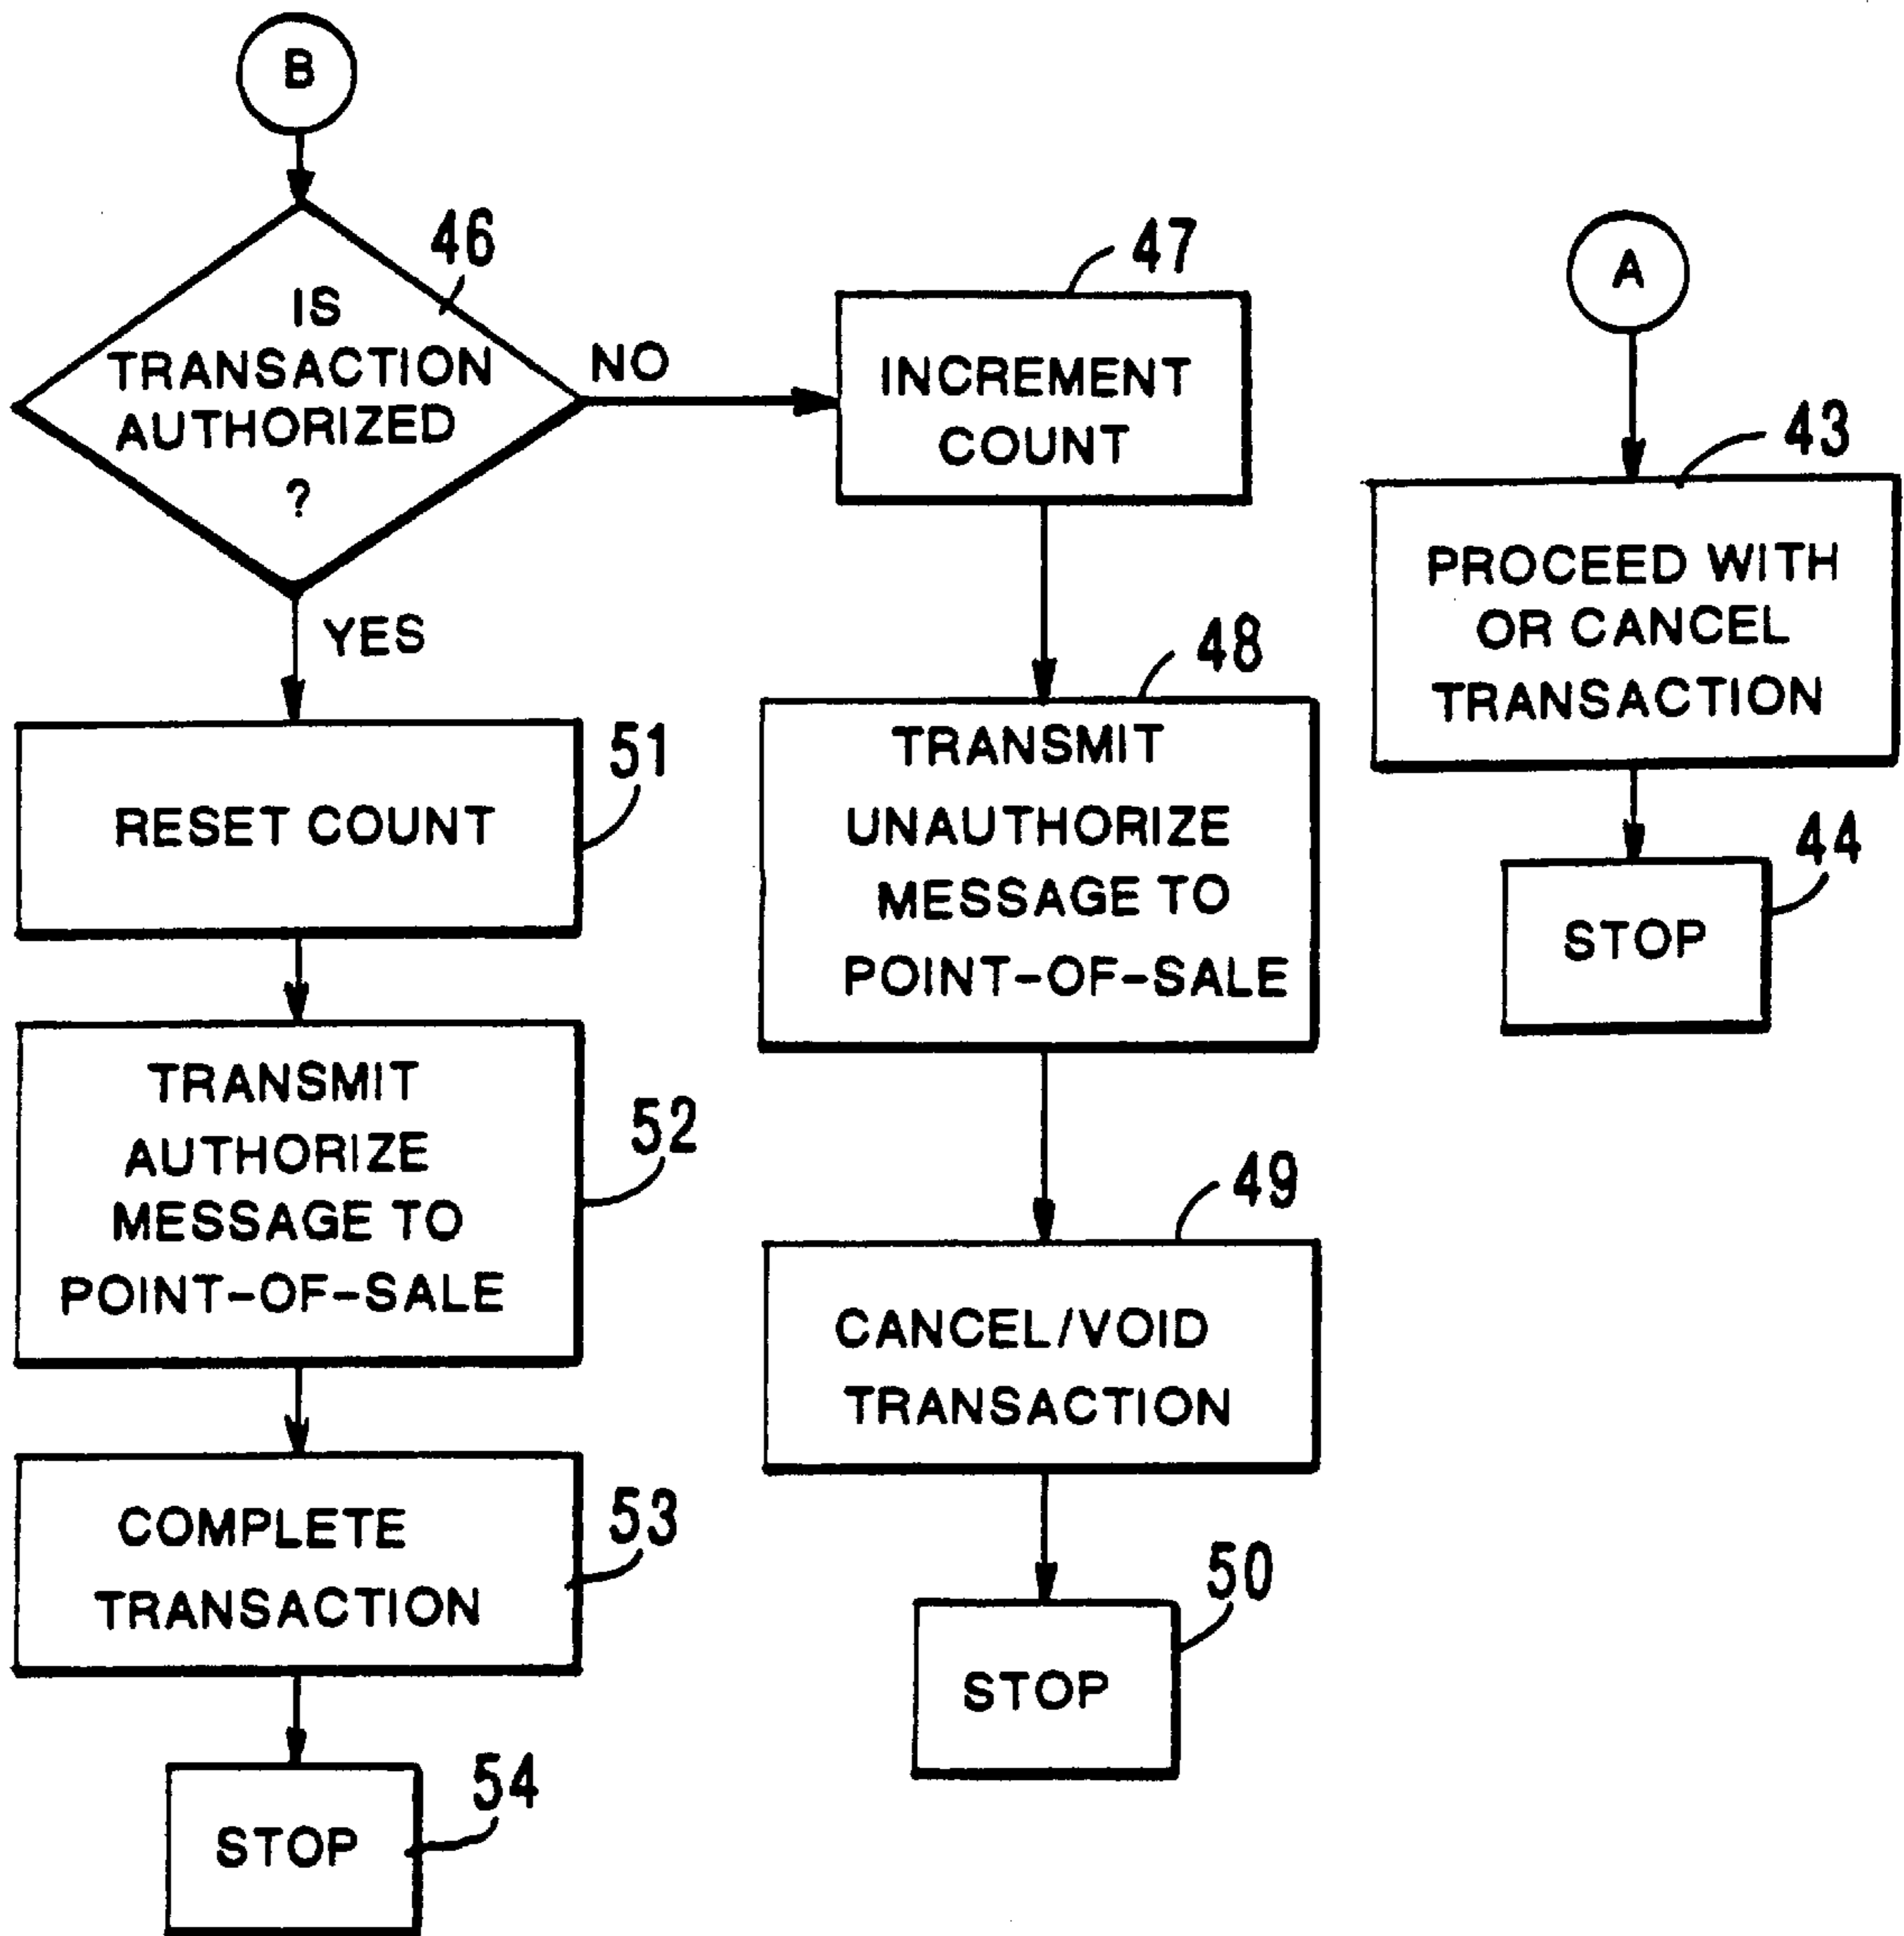 B
46
IS
TRANSACTION
AUTHORIZED
?
NO
YES
51
RESET COUNT
52
TRANSMIT
AUTHORIZE
MESSAGE TO
POINT-OF-SALE
53
COMPLETE
TRANSACTION
54
STOP
47
INCREMENT
COUNT
48
TRANSMIT
UNAUTHORIZE
MESSAGE TO
POINT-OF-SALE
49
CANCEL/VOID
TRANSACTION
50
STOP
A
43
PROCEED WITH
OR CANCEL
TRANSACTION
44
STOP